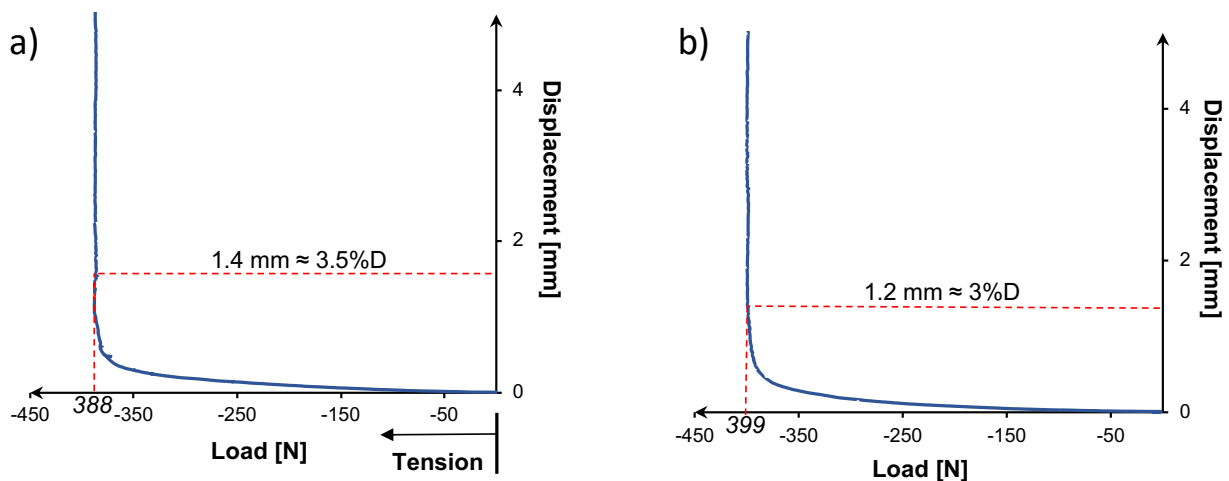 a)
4
2
0
Displacement [mm]
1.4 mm ≈ 3.5%D
-450
388
-350
-250
-150
-50
Load [N]
Tension
b)
4
2
0
Displacement [mm]
1.2 mm ≈ 3%D
-450
399
-350
-250
-150
-50
Load [N]